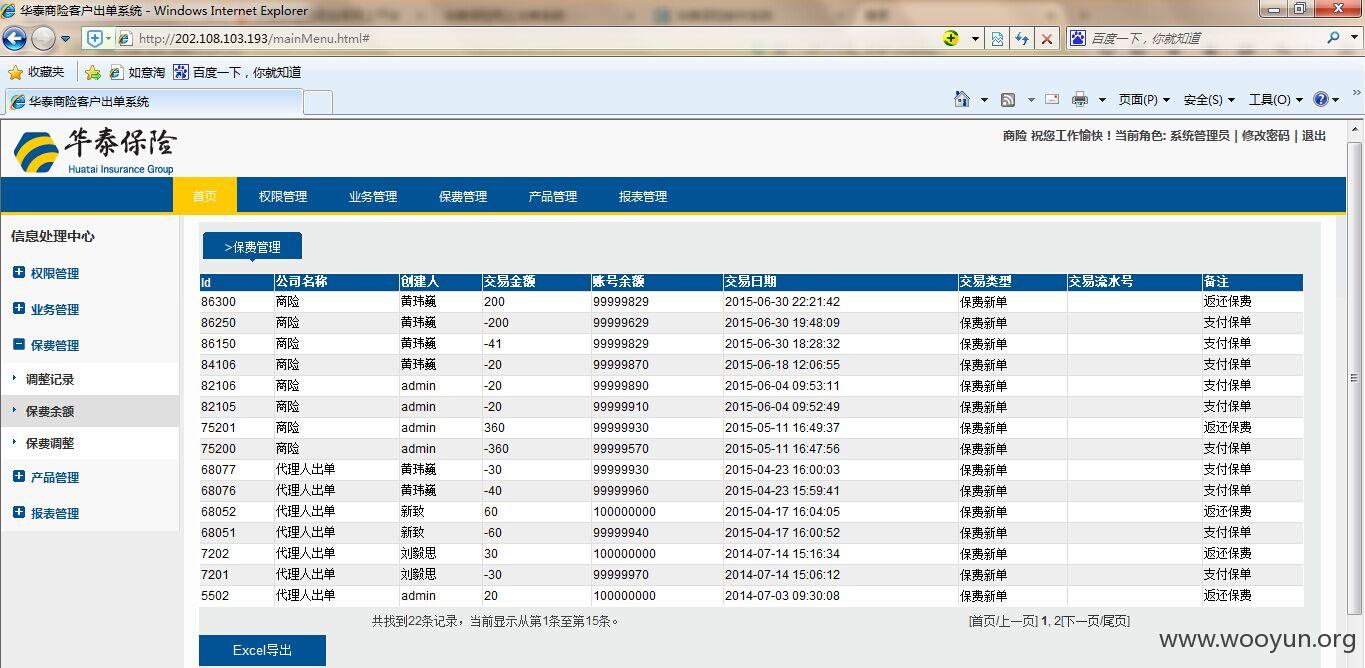 华泰商险客户出单系统 - Windows Internet Explorer
http://202.108.103.193/mainMenu.html#
百度一下，你就知道
收藏夹 如意淘 百度一下，你就知道
华泰商险客户出单系统
页面(P) 安全(S) 工具(O)
华泰保险
Huatai Insurance Group
商险 祝您工作愉快！当前角色: 系统管理员 | 修改密码 | 退出
首页 权限管理 业务管理 保费管理 产品管理 报表管理
信息处理中心
权限管理
业务管理
保费管理
调整记录
保费余额
保费调整
产品管理
报表管理
>保费管理
Id 公司名称 创建人 交易金额 账号余额 交易日期 交易类型 交易流水号 备注
86300 商险 黄玮巍 200 99999829 2015-06-30 22:21:42 保费新单 返还保费
86250 商险 黄玮巍 -200 99999629 2015-06-30 19:48:09 保费新单 支付保单
86150 商险 黄玮巍 -41 99999829 2015-06-30 18:28:32 保费新单 支付保单
84106 商险 黄玮巍 -20 99999870 2015-06-18 12:06:55 保费新单 支付保单
82106 商险 admin -20 99999890 2015-06-04 09:53:11 保费新单 支付保单
82105 商险 admin -20 99999910 2015-06-04 09:52:49 保费新单 支付保单
75201 商险 admin 360 99999930 2015-05-11 16:49:37 保费新单 返还保费
75200 商险 admin -360 99999570 2015-05-11 16:47:56 保费新单 支付保单
68077 代理人出单 黄玮巍 -30 99999930 2015-04-23 16:00:03 保费新单 支付保单
68076 代理人出单 黄玮巍 -40 99999960 2015-04-23 15:59:41 保费新单 支付保单
68052 代理人出单 新致 60 100000000 2015-04-17 16:04:05 保费新单 返还保费
68051 代理人出单 新致 -60 99999940 2015-04-17 16:00:52 保费新单 支付保单
7202 代理人出单 刘毅思 30 100000000 2014-07-14 15:16:34 保费新单 返还保费
7201 代理人出单 刘毅思 -30 99999970 2014-07-14 15:06:12 保费新单 支付保单
5502 代理人出单 admin 20 100000000 2014-07-03 09:30:08 保费新单 返还保费
共找到22条记录，当前显示从第1条至第15条。 [首页/上一页] 1, 2[下一页/尾页]
Excel导出
www.wooyun.org